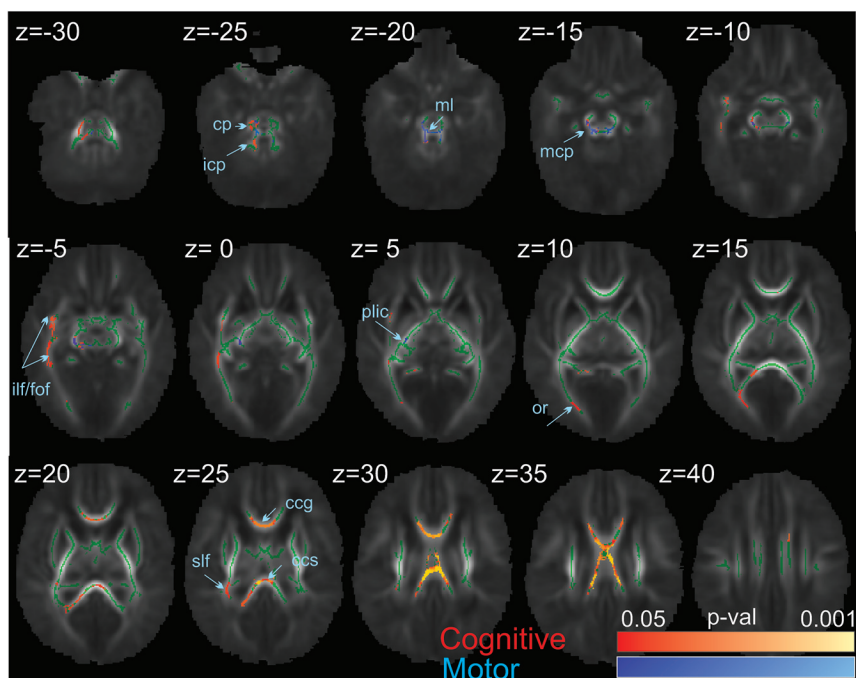 z=-30 z=-25 z=-20 z=-15 z=-10
cp
icp
ml
mcp
z=-5 z= 0 z= 5 z=10 z=15
ilf/fof
plic
or
z=20 z=25 z=30 z=35 z=40
ccg
slf
ccs
Cognitive
Motor
0.05 p-val 0.001